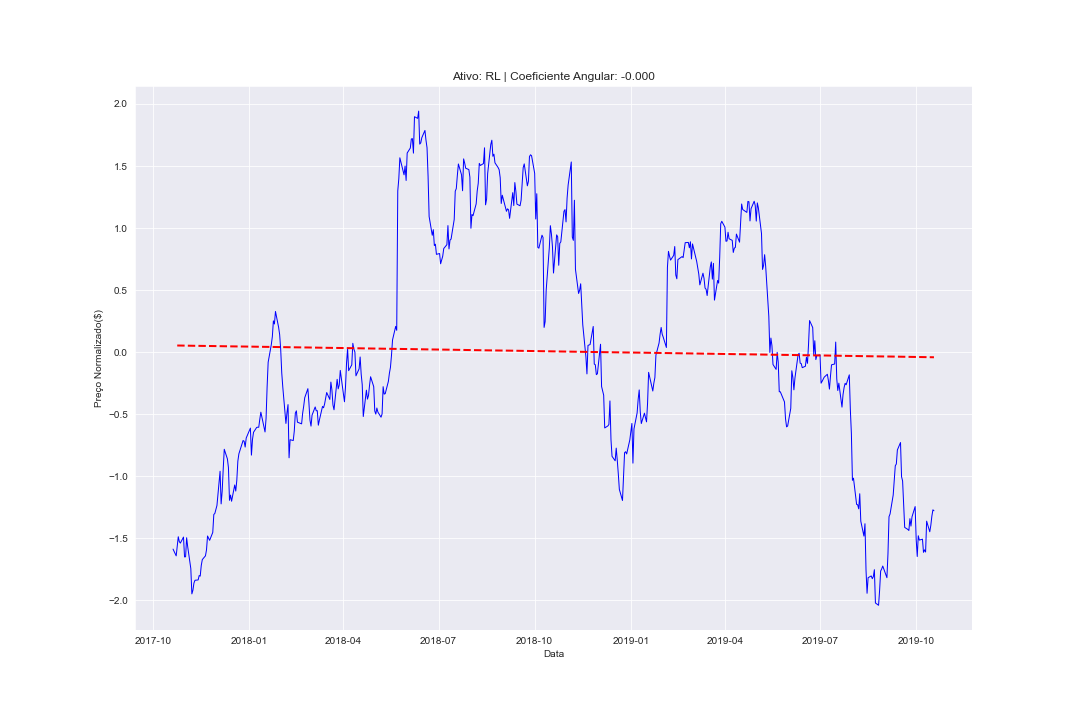 Ativo: RL | Coeficiente Angular: -0.000
Preço Normalizado($)
2.0
1.5
1.0
0.5
0.0
−0.5
−1.0
−1.5
−2.0
2017-10 2018-01 2018-04 2018-07 2018-10 2019-01 2019-04 2019-07 2019-10
Data